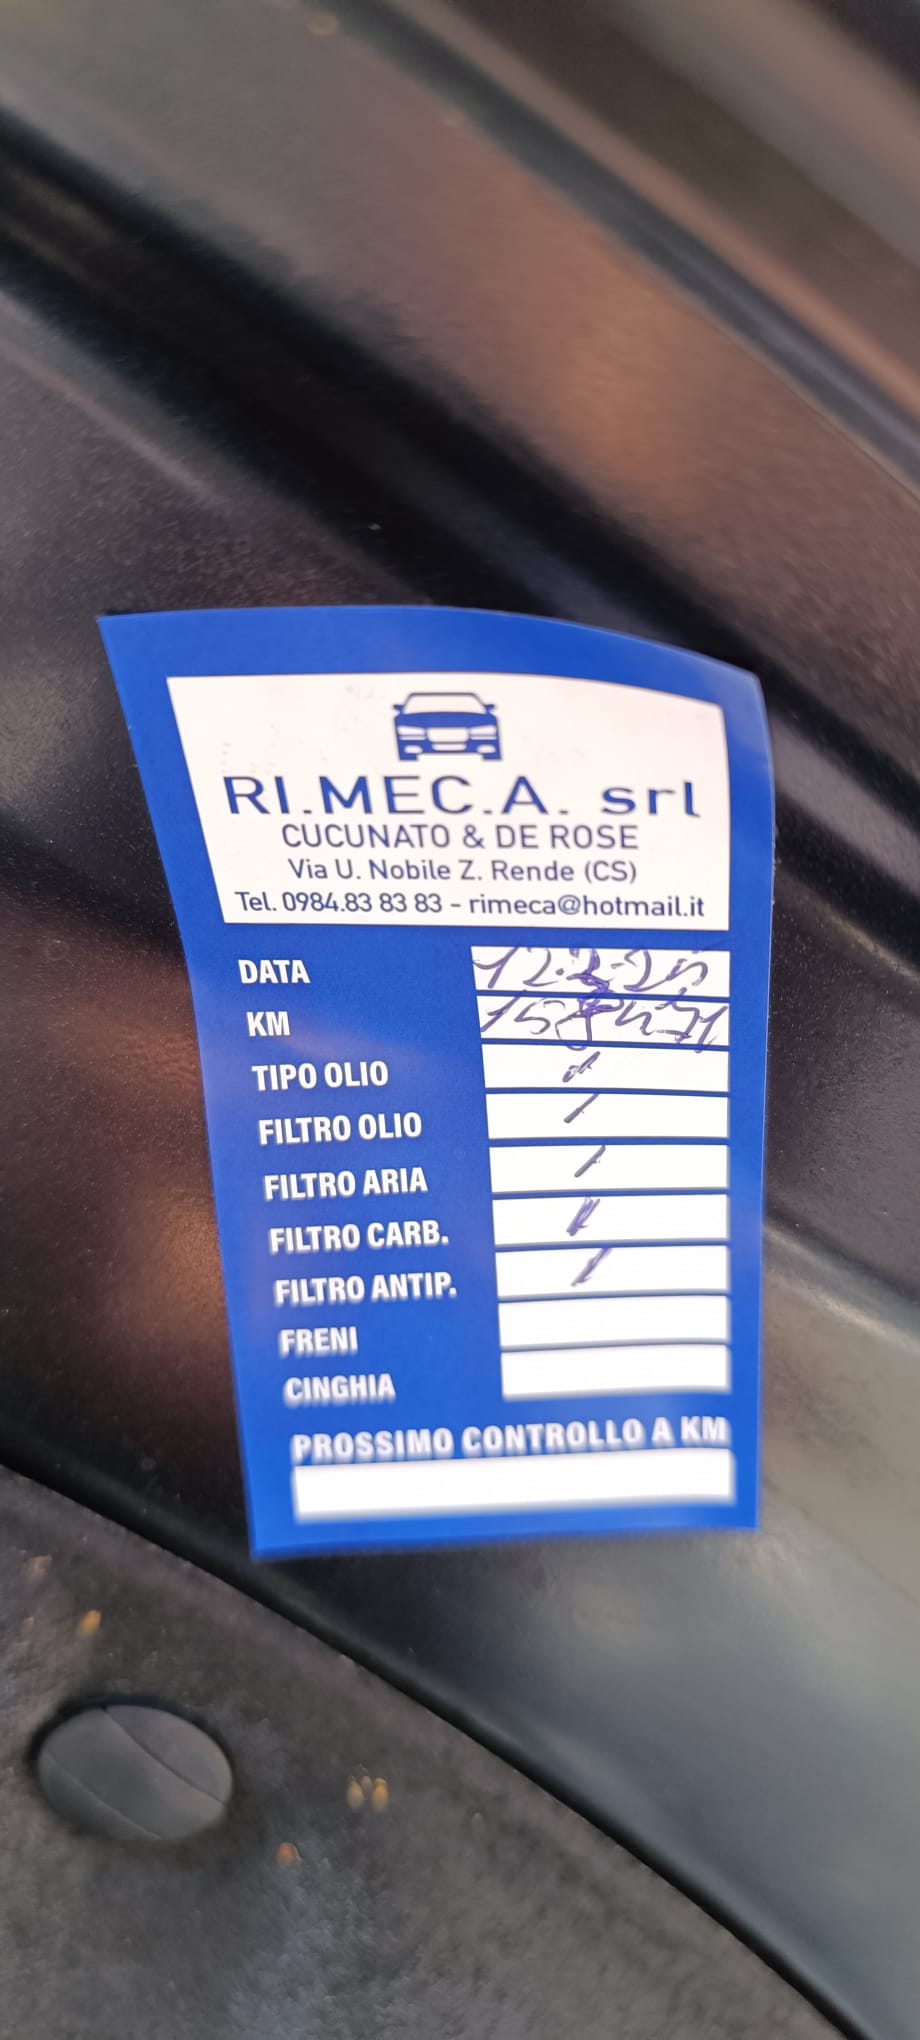 RI.MEC.A. srl
CUCUNATO & DE ROSE
Via U. Nobile Z. Rende (CS)
Tel. 0984.83 83 83 - rimeca@hotmail.it
DATA
KM
TIPO OLIO
FILTRO OLIO
FILTRO ARIA
FILTRO CARB.
FILTRO ANTIP.
FRENI
CINGHIA
PROSSIMO CONTROLLO A KM